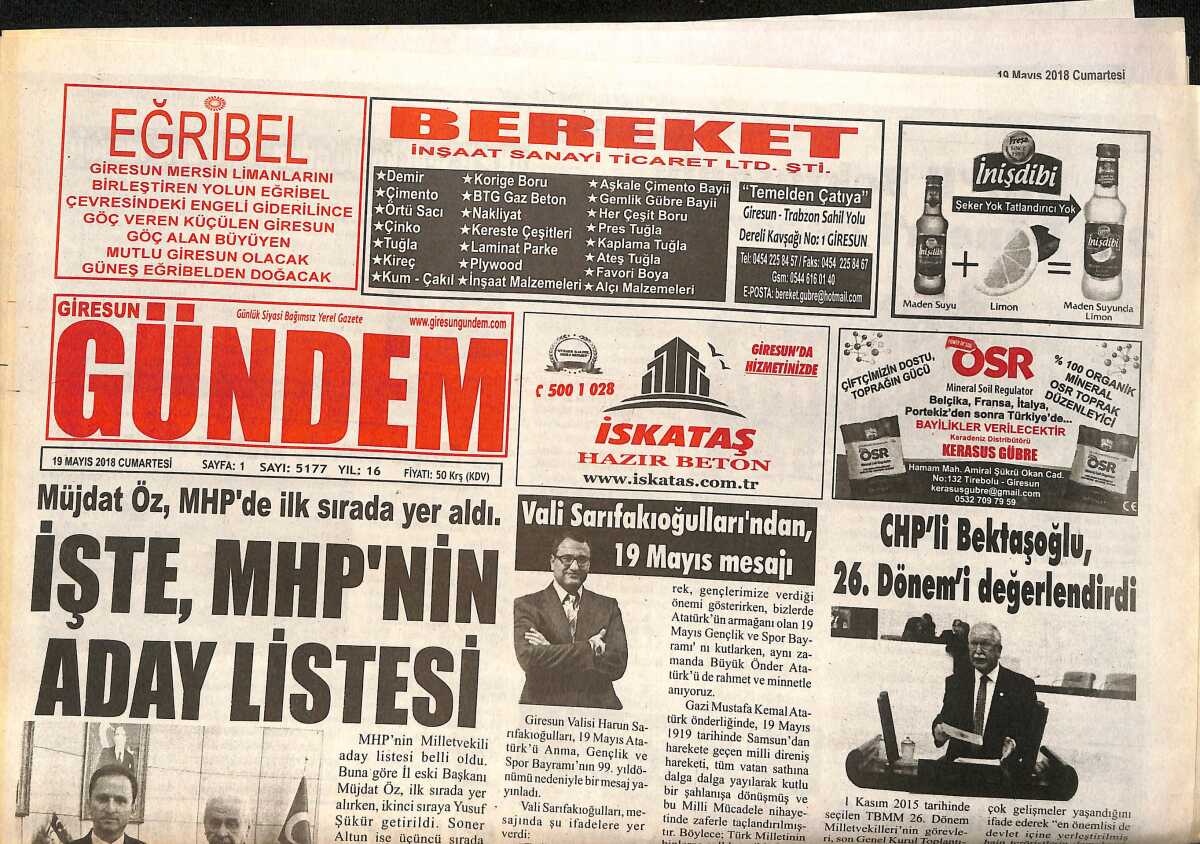 19 Mayıs 2018 Cumartesi
EĞRİBEL
GİRESUN MERSİN LİMANLARINI
BİRLEŞTİREN YOLUN EĞRİBEL
ÇEVRESİNDEKİ ENGELİ GİDERİLİNCE
GÖÇ VEREN KÜÇÜLEN GİRESUN
GÖÇ ALAN BÜYÜYEN
MUTLU GİRESUN OLACAK
GÜNEŞ EĞRİBELDEN DOĞACAK
BEREKET
İNŞAAT SANAYİ TİCARET LTD. ŞTİ.
★Demir
★Çimento
★Örtü Sacı
★Çinko
★Tuğla
★Kireç
★Kum - Çakıl
★Korige Boru
★BTG Gaz Beton
★Nakliyat
★Kereste Çeşitleri
★Laminat Parke
★Plywood
★İnşaat Malzemeleri
★Aşkale Çimento Bayii
★Gemlik Gübre Bayii
★Her Çeşit Boru
★Pres Tuğla
★Kaplama Tuğla
★Ateş Tuğla
★Favori Boya
★Alçı Malzemeleri
"Temelden Çatıya"
Giresun - Trabzon Sahil Yolu
Dereli Kavşağı No: 1 GİRESUN
Tel: 0454 225 84 57 / Faks: 0454 225 84 67
Gsm: 0544 616 01 40
E-POSTA: bereket.gubre@hotmail.com
Fresa
İnişdibi
Şeker Yok Tatlandırıcı Yok
İnişdibi
+
=
İnişdibi
Maden Suyu
Limon
Maden Suyunda
Limon
GİRESUN
Günlük Siyasi Bağımsız Yerel Gazete
www.giresungundem.com
GÜNDEM
19 MAYIS 2018 CUMARTESİ SAYFA: 1 SAYI: 5177 YIL: 16 FİYATI: 50 Krş (KDV)
✆ 500 1 028
GİRESUN'DA
HİZMETİNİZDE
İSKATAŞ
HAZIR BETON
www.iskatas.com.tr
ÇİFTÇİMİZİN DOSTU,
TOPRAĞIN GÜCÜ
OSR
Mineral Soil Regulator
Belçika, Fransa, İtalya,
Portekiz'den sonra Türkiye'de...
BAYİLİKLER VERİLECEKTİR
Karadeniz Distribütörü
KERASUS GÜBRE
Hamam Mah. Amiral Şükrü Okan Cad.
No:132 Tirebolu - Giresun
kerasusgubre@gmail.com
0532 709 79 59
% 100 ORGANİK
MİNERAL
OSR TOPRAK
DÜZENLEYİCİ
OSR
OSR
CE
Müjdat Öz, MHP'de ilk sırada yer aldı.
İŞTE, MHP'NİN
ADAY LİSTESİ
MHP'nin Milletvekili
aday listesi belli oldu.
Buna göre İl eski Başkanı
Müjdat Öz, ilk sırada yer
alırken, ikinci sıraya Yusuf
Şükür getirildi. Soner
Altun ise üçüncü sırada
Vali Sarıfakıoğulları'ndan,
19 Mayıs mesajı
Giresun Valisi Harun Sa-
rıfakıoğulları, 19 Mayıs Ata-
türk'ü Anma, Gençlik ve
Spor Bayramı'nın 99. yıldö-
nümü nedeniyle bir mesaj ya-
yınladı.
Vali Sarıfakıoğulları, me-
sajında şu ifadelere yer
verdi:
rek, gençlerimize verdiği
önemi gösterirken, bizlerde
Atatürk'ün armağanı olan 19
Mayıs Gençlik ve Spor Bay-
ramı' nı kutlarken, aynı za-
manda Büyük Önder Ata-
türk'ü de rahmet ve minnetle
anıyoruz.
Gazi Mustafa Kemal Ata-
türk önderliğinde, 19 Mayıs
1919 tarihinde Samsun'dan
harekete geçen milli direniş
hareketi, tüm vatan sathına
dalga dalga yayılarak kutlu
bir şahlanışa dönüşmüş ve
bu Milli Mücadele nihaye-
tinde zaferle taçlandırılmış-
tır. Böylece; Türk Milletinin
CHP'li Bektaşoğlu,
26. Dönem'i değerlendirdi
1 Kasım 2015 tarihinde
seçilen TBMM 26. Dönem
Milletvekilleri'nin görevle-
ri, son Genel Kurul Toplantı-
çok gelişmeler yaşandığını
ifade ederek "en önemlisi de
devlet içine yerleştirilmiş